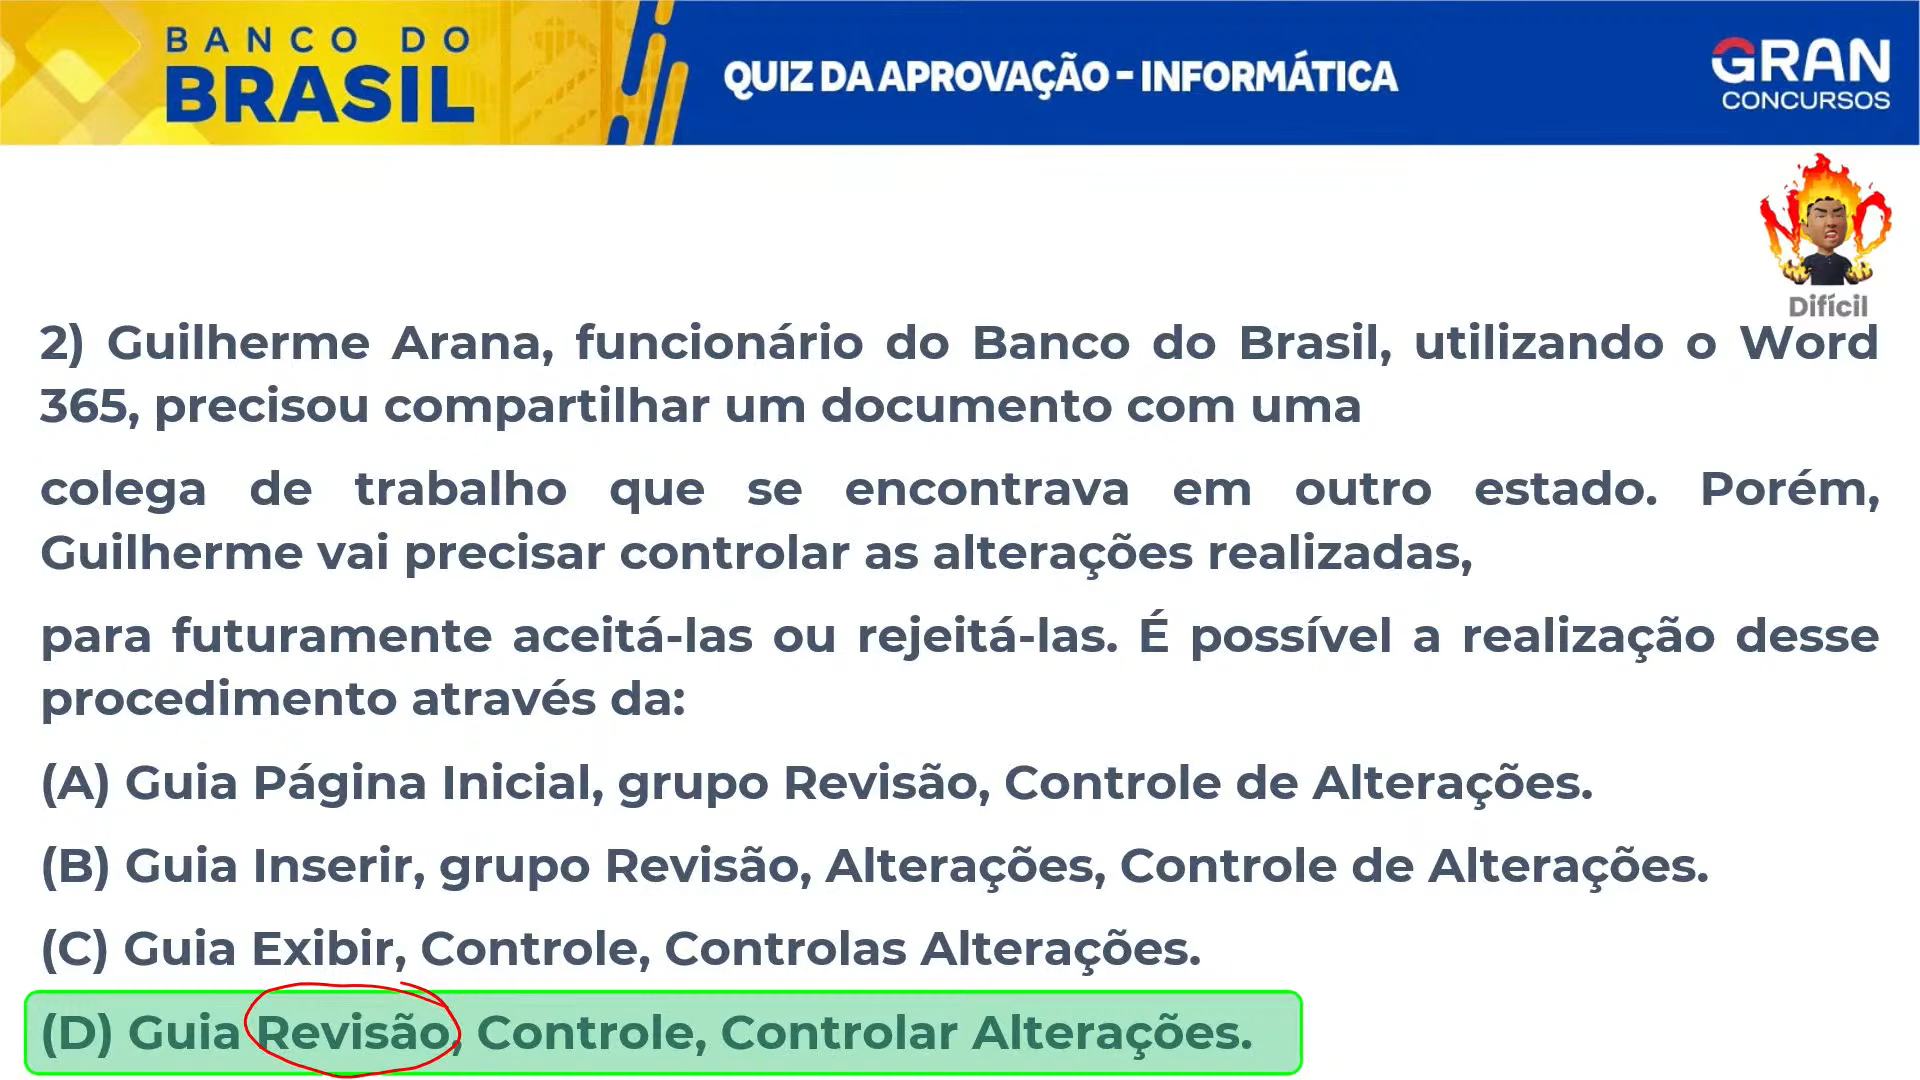 BANCO DO
BRASIL
QUIZ DA APROVAÇÃO - INFORMÁTICA
GRAN
CONCURSOS
Difícil
2) Guilherme Arana, funcionário do Banco do Brasil, utilizando o Word
365, precisou compartilhar um documento com uma
colega de trabalho que se encontrava em outro estado. Porém,
Guilherme vai precisar controlar as alterações realizadas,
para futuramente aceitá-las ou rejeitá-las. É possível a realização desse
procedimento através da:
(A) Guia Página Inicial, grupo Revisão, Controle de Alterações.
(B) Guia Inserir, grupo Revisão, Alterações, Controle de Alterações.
(C) Guia Exibir, Controle, Controlas Alterações.
(D) Guia Revisão, Controle, Controlar Alterações.